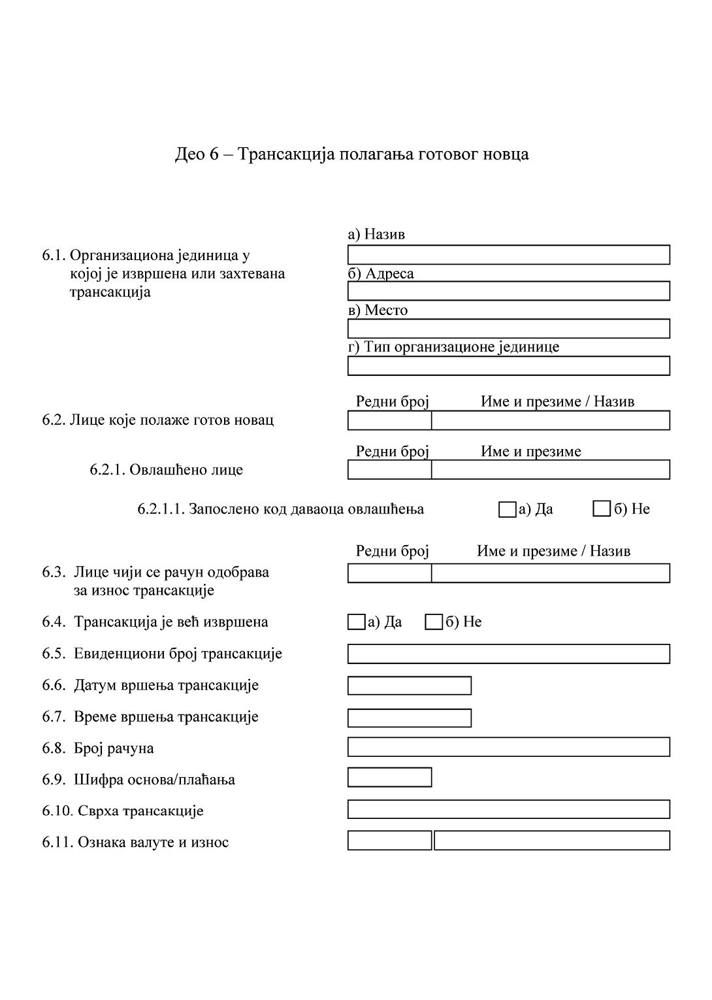 Део 6 – Трансакција полагања готовог новца
а) Назив
6.1. Организациона јединица у
којој је извршена или захтевана
трансакција
б) Адреса
в) Место
г) Тип организационе јединице
Редни број Име и презиме / Назив
6.2. Лице које полаже готов новац
Редни број Име и презиме
6.2.1. Овлашћено лице
6.2.1.1. Запослено код даваоца овлашћења а) Да б) Не
Редни број Име и презиме / Назив
6.3. Лице чији се рачун одобрава
за износ трансакције
6.4. Трансакција је већ извршена а) Да б) Не
6.5. Евиденциони број трансакције
6.6. Датум вршења трансакције
6.7. Време вршења трансакције
6.8. Број рачуна
6.9. Шифра основа/плаћања
6.10. Сврха трансакције
6.11. Ознака валуте и износ